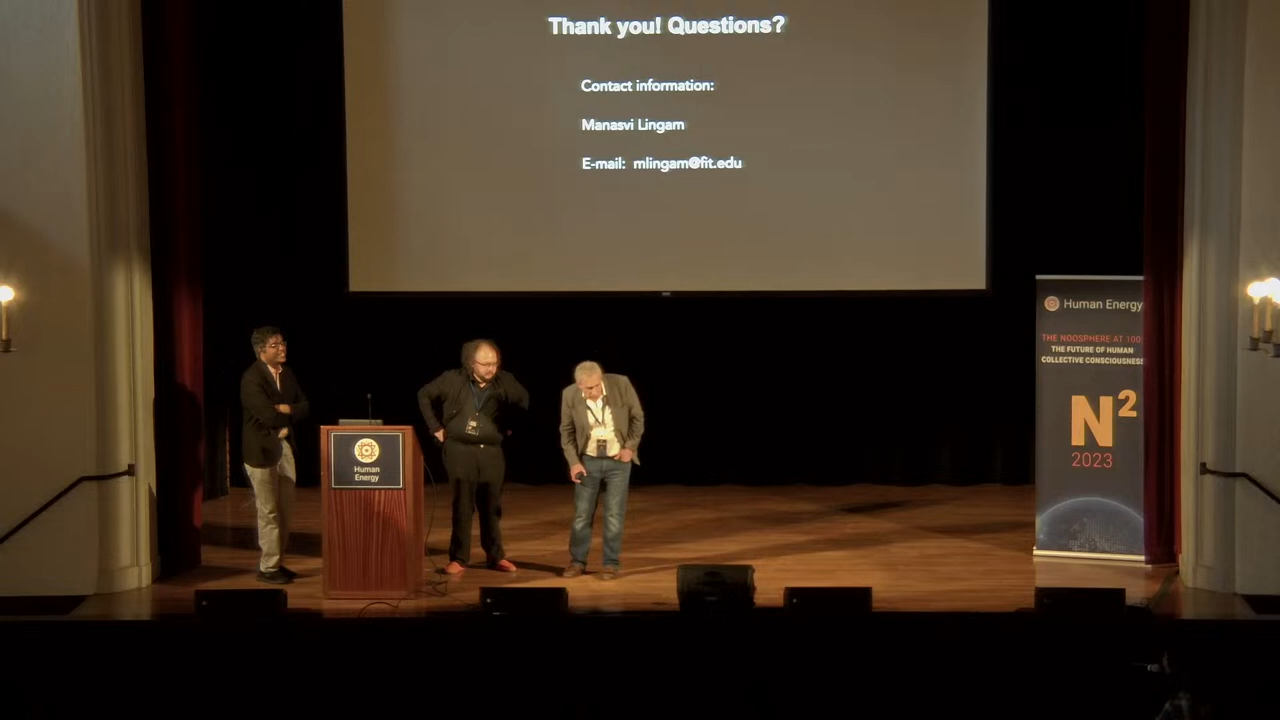 Thank you! Questions?
Contact information:
Manasvi Lingam
E-mail: mlingam@fit.edu
Human Energy
THE NOOSPHERE AT 100
THE FUTURE OF HUMAN
COLLECTIVE CONSCIOUSNESS
N²
2023
Human
Energy